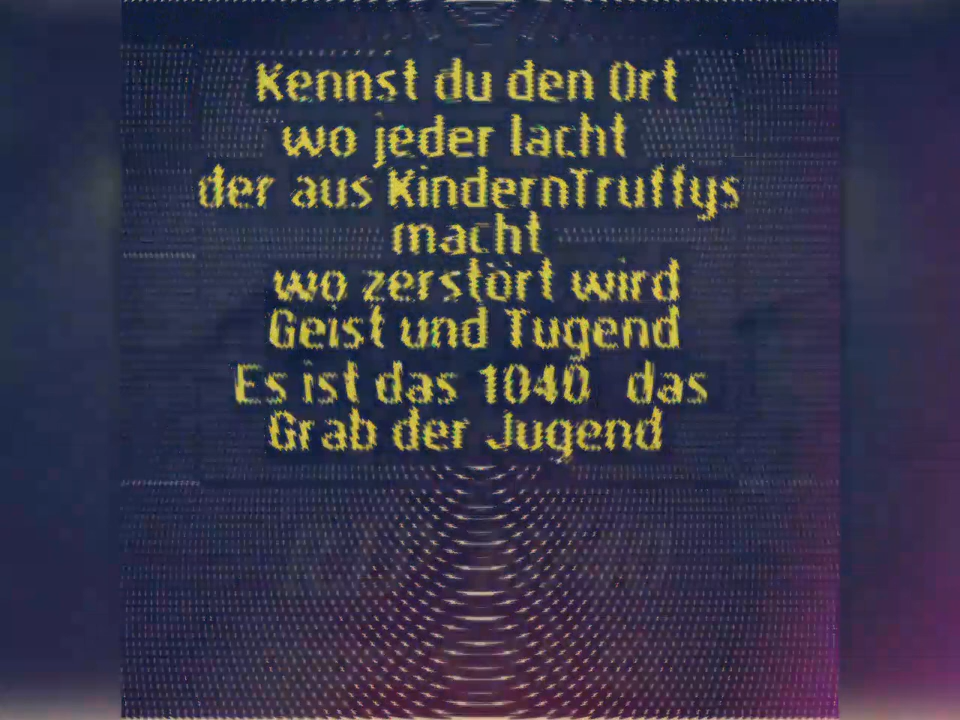 Kennst du den Ort
wo jeder lacht
der aus KindernTruffys
macht
wo zerstört wird
Geist und Tugend
Es ist das 1040 das
Grab der Jugend